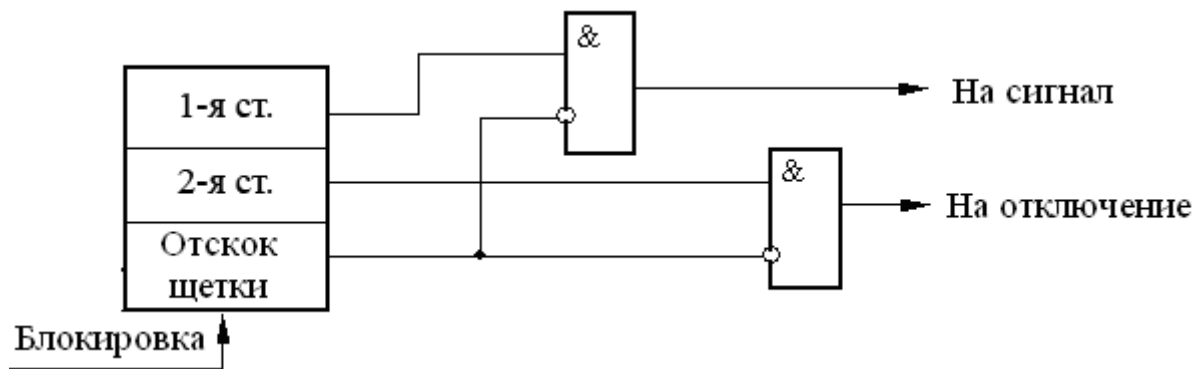 &
На сигнал
1-я ст.
&
2-я ст.
На отключение
Отскок
щетки
Блокировка